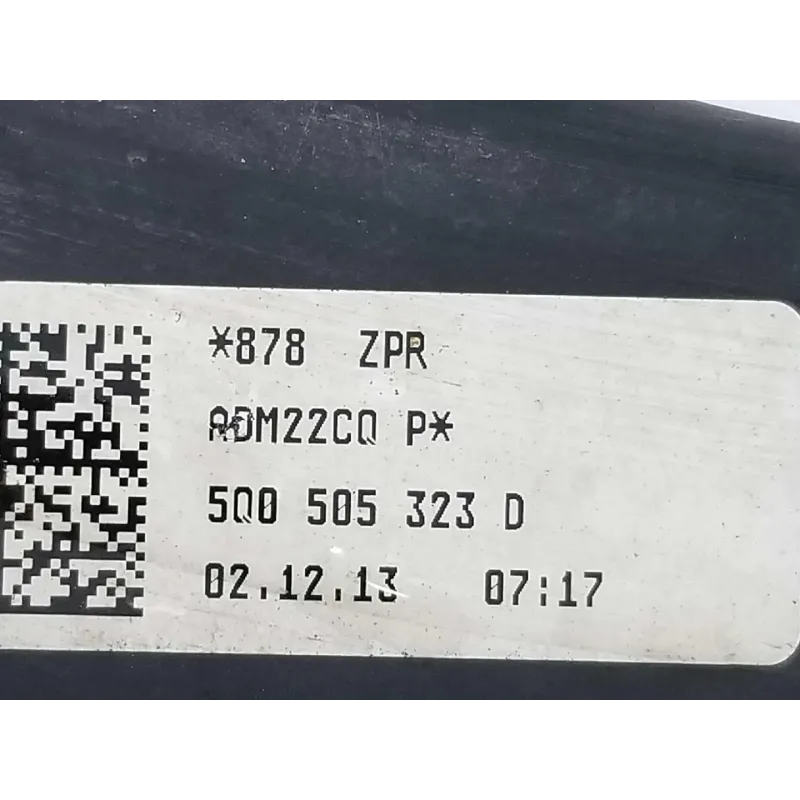 *878 ZPR
ADM22CQ P*
5Q0 505 323 D
02.12.13 07:17